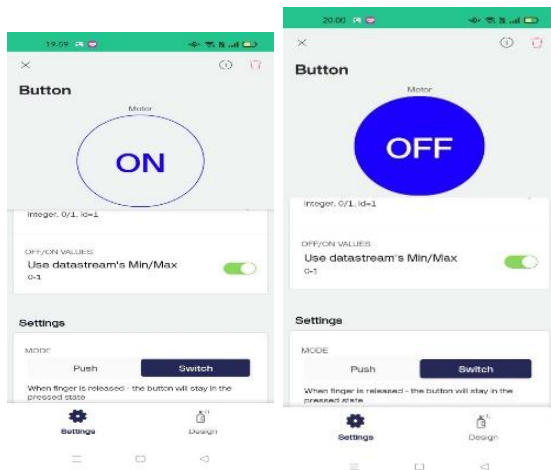 19:59
Button
Motor
ON
integer, 0/1, id=1
OFF/ON VALUES
Use datastream's Min/Max
0-1
Settings
MODE
Push Switch
When finger is released - the button will stay in the
pressed state
Settings Design
20:00
Button
Motor
OFF
integer, 0/1, id=1
OFF/ON VALUES
Use datastream's Min/Max
0-1
Settings
MODE
Push Switch
When finger is released - the button will stay in the
pressed state
Settings Design